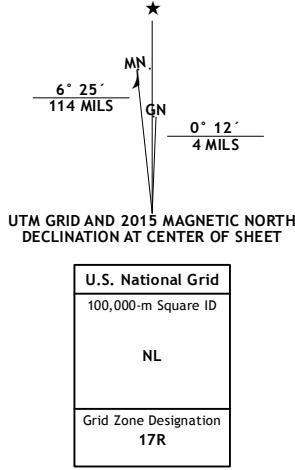 ★
MN
6° 25´
114 MILS
GN
0° 12´
4 MILS
UTM GRID AND 2015 MAGNETIC NORTH
DECLINATION AT CENTER OF SHEET
U.S. National Grid
100,000-m Square ID
NL
Grid Zone Designation
17R